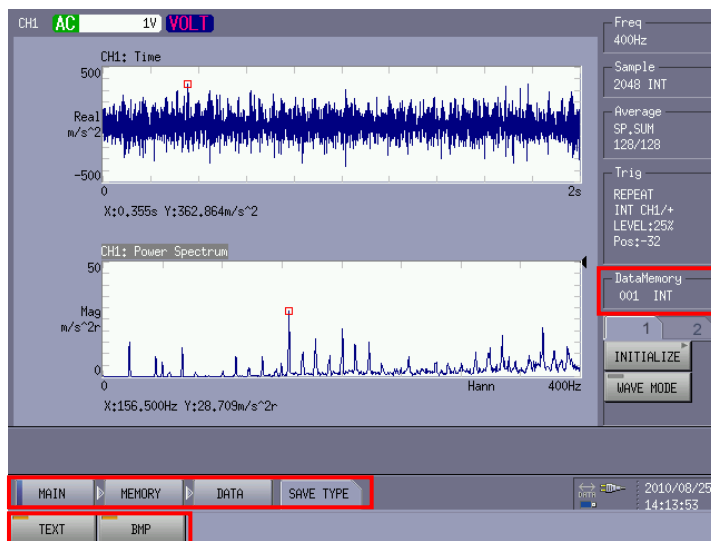 CH1 AC 1V VOLT
CH1: Time
500
Real
m/s^2
-500
0 2s
X:0.355s Y:362.864m/s^2
CH1: Power Spectrum
50
Mag
m/s^2r
0
0 Hann 400Hz
X:156.500Hz Y:28.709m/s^2r
Freq
400Hz
Sample
2048 INT
Average
SP.SUM
128/128
Trig
REPEAT
INT CH1/+
LEVEL:25%
Pos:-32
DataMemory
001 INT
1 2
INITIALIZE
WAVE MODE
MAIN MEMORY DATA SAVE TYPE
DATA
2010/08/25
14:13:53
TEXT BMP